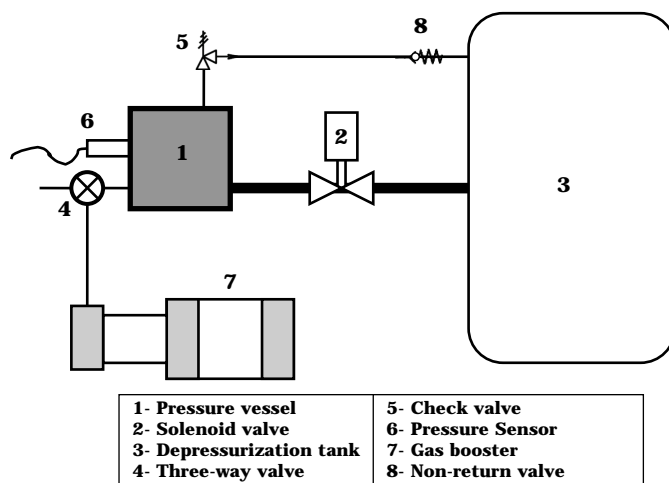 8
5
6
1
2
3
4
7
1- Pressure vessel
2- Solenoid valve
3- Depressurization tank
4- Three-way valve
5- Check valve
6- Pressure Sensor
7- Gas booster
8- Non-return valve